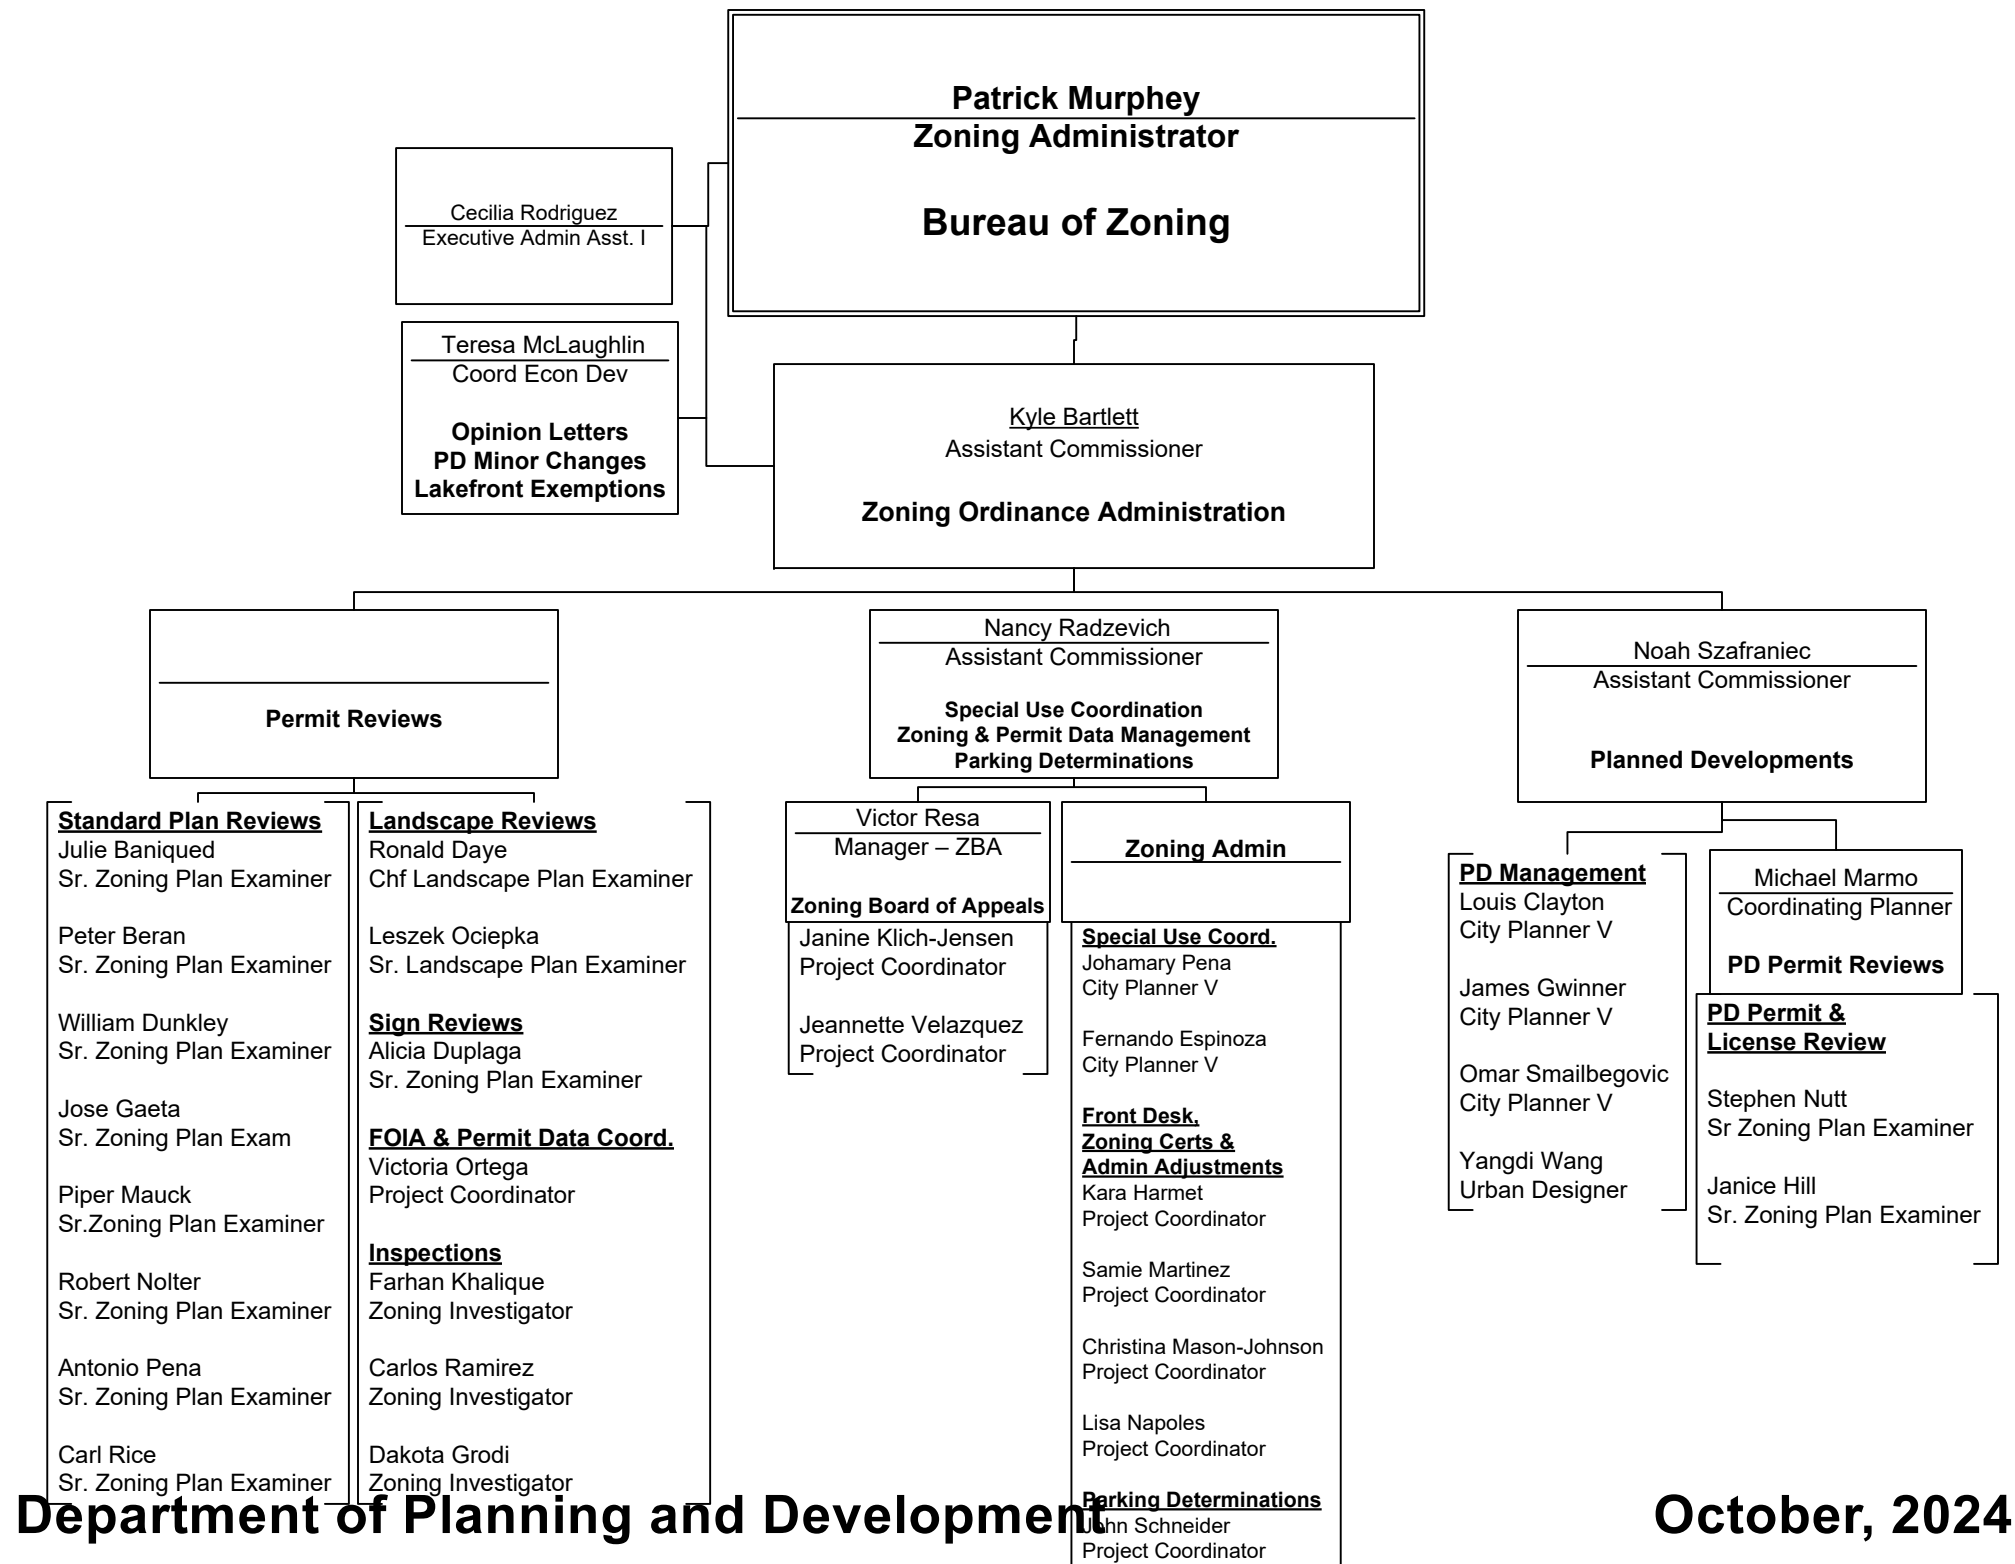 Patrick Murphey
Zoning Administrator
Bureau of Zoning
Cecilia Rodriguez
Executive Admin Asst. I
Teresa McLaughlin
Coord Econ Dev
Opinion Letters
PD Minor Changes
Lakefront Exemptions
Kyle Bartlett
Assistant Commissioner
Zoning Ordinance Administration
Permit Reviews
Standard Plan Reviews
Julie Baniqued
Sr. Zoning Plan Examiner
Peter Beran
Sr. Zoning Plan Examiner
William Dunkley
Sr. Zoning Plan Examiner
Jose Gaeta
Sr. Zoning Plan Exam
Piper Mauck
Sr.Zoning Plan Examiner
Robert Nolter
Sr. Zoning Plan Examiner
Antonio Pena
Sr. Zoning Plan Examiner
Carl Rice
Sr. Zoning Plan Examiner
Landscape Reviews
Ronald Daye
Chf Landscape Plan Examiner
Leszek Ociepka
Sr. Landscape Plan Examiner
Sign Reviews
Alicia Duplaga
Sr. Zoning Plan Examiner
FOIA & Permit Data Coord.
Victoria Ortega
Project Coordinator
Inspections
Farhan Khalique
Zoning Investigator
Carlos Ramirez
Zoning Investigator
Dakota Grodi
Zoning Investigator
Nancy Radzevich
Assistant Commissioner
Special Use Coordination
Zoning & Permit Data Management
Parking Determinations
Victor Resa
Manager – ZBA
Zoning Board of Appeals
Janine Klich-Jensen
Project Coordinator
Jeannette Velazquez
Project Coordinator
Zoning Admin
Special Use Coord.
Johamary Pena
City Planner V
Fernando Espinoza
City Planner V
Front Desk,
Zoning Certs &
Admin Adjustments
Kara Harmet
Project Coordinator
Samie Martinez
Project Coordinator
Christina Mason-Johnson
Project Coordinator
Lisa Napoles
Project Coordinator
Parking Determinations
John Schneider
Project Coordinator
Noah Szafraniec
Assistant Commissioner
Planned Developments
PD Management
Louis Clayton
City Planner V
James Gwinner
City Planner V
Omar Smailbegovic
City Planner V
Yangdi Wang
Urban Designer
Michael Marmo
Coordinating Planner
PD Permit Reviews
PD Permit &
License Review
Stephen Nutt
Sr Zoning Plan Examiner
Janice Hill
Sr. Zoning Plan Examiner
Department of Planning and Development
October, 2024